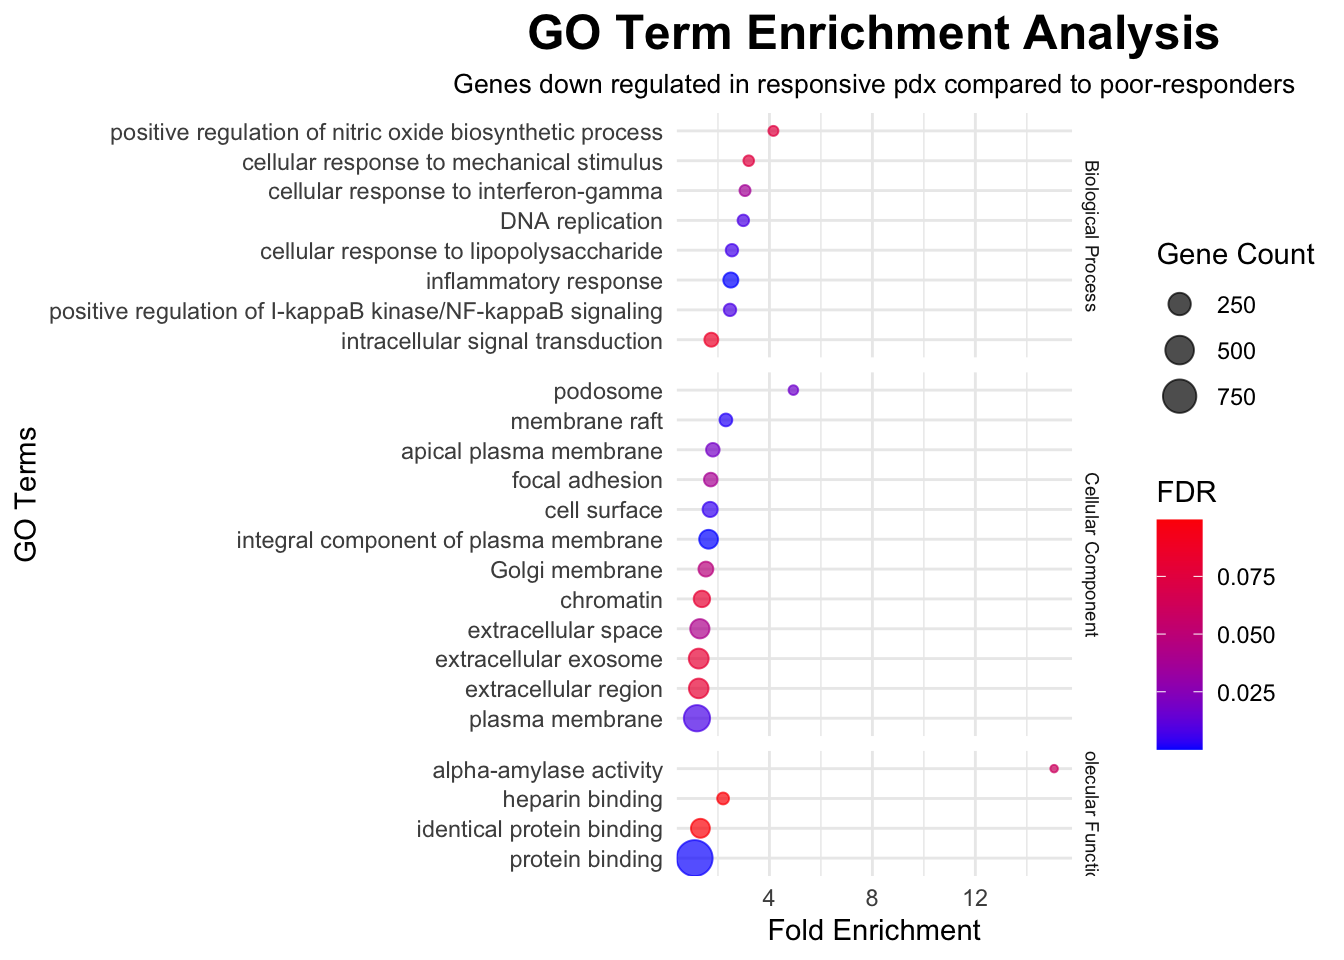 GO Term Enrichment Analysis
Genes down regulated in responsive pdx compared to poor-responders
GO Terms
positive regulation of nitric oxide biosynthetic process
cellular response to mechanical stimulus
cellular response to interferon-gamma
DNA replication
cellular response to lipopolysaccharide
inflammatory response
positive regulation of I-kappaB kinase/NF-kappaB signaling
intracellular signal transduction
Biological Process
podosome
membrane raft
apical plasma membrane
focal adhesion
cell surface
integral component of plasma membrane
Golgi membrane
chromatin
extracellular space
extracellular exosome
extracellular region
plasma membrane
Cellular Component
alpha-amylase activity
heparin binding
identical protein binding
protein binding
olecular Functio
4 8 12
Fold Enrichment
Gene Count
250
500
750
FDR
0.075
0.050
0.025